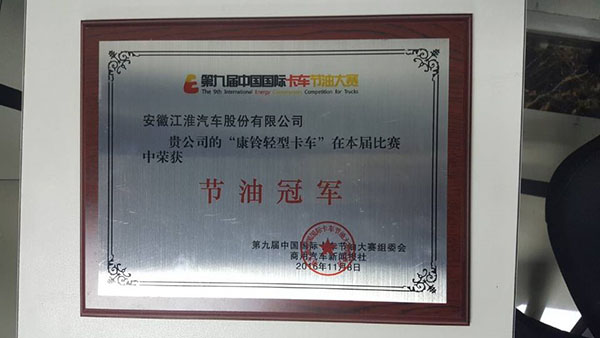 第九届中国国际卡车节油大赛
The 9th International Energy Competition for Trucks
安徽江淮汽车股份有限公司
贵公司的“康铃轻型卡车”在本届比赛
中荣获
节油冠军
第九届中国国际卡车节油大赛组委会
商用汽车新闻报社